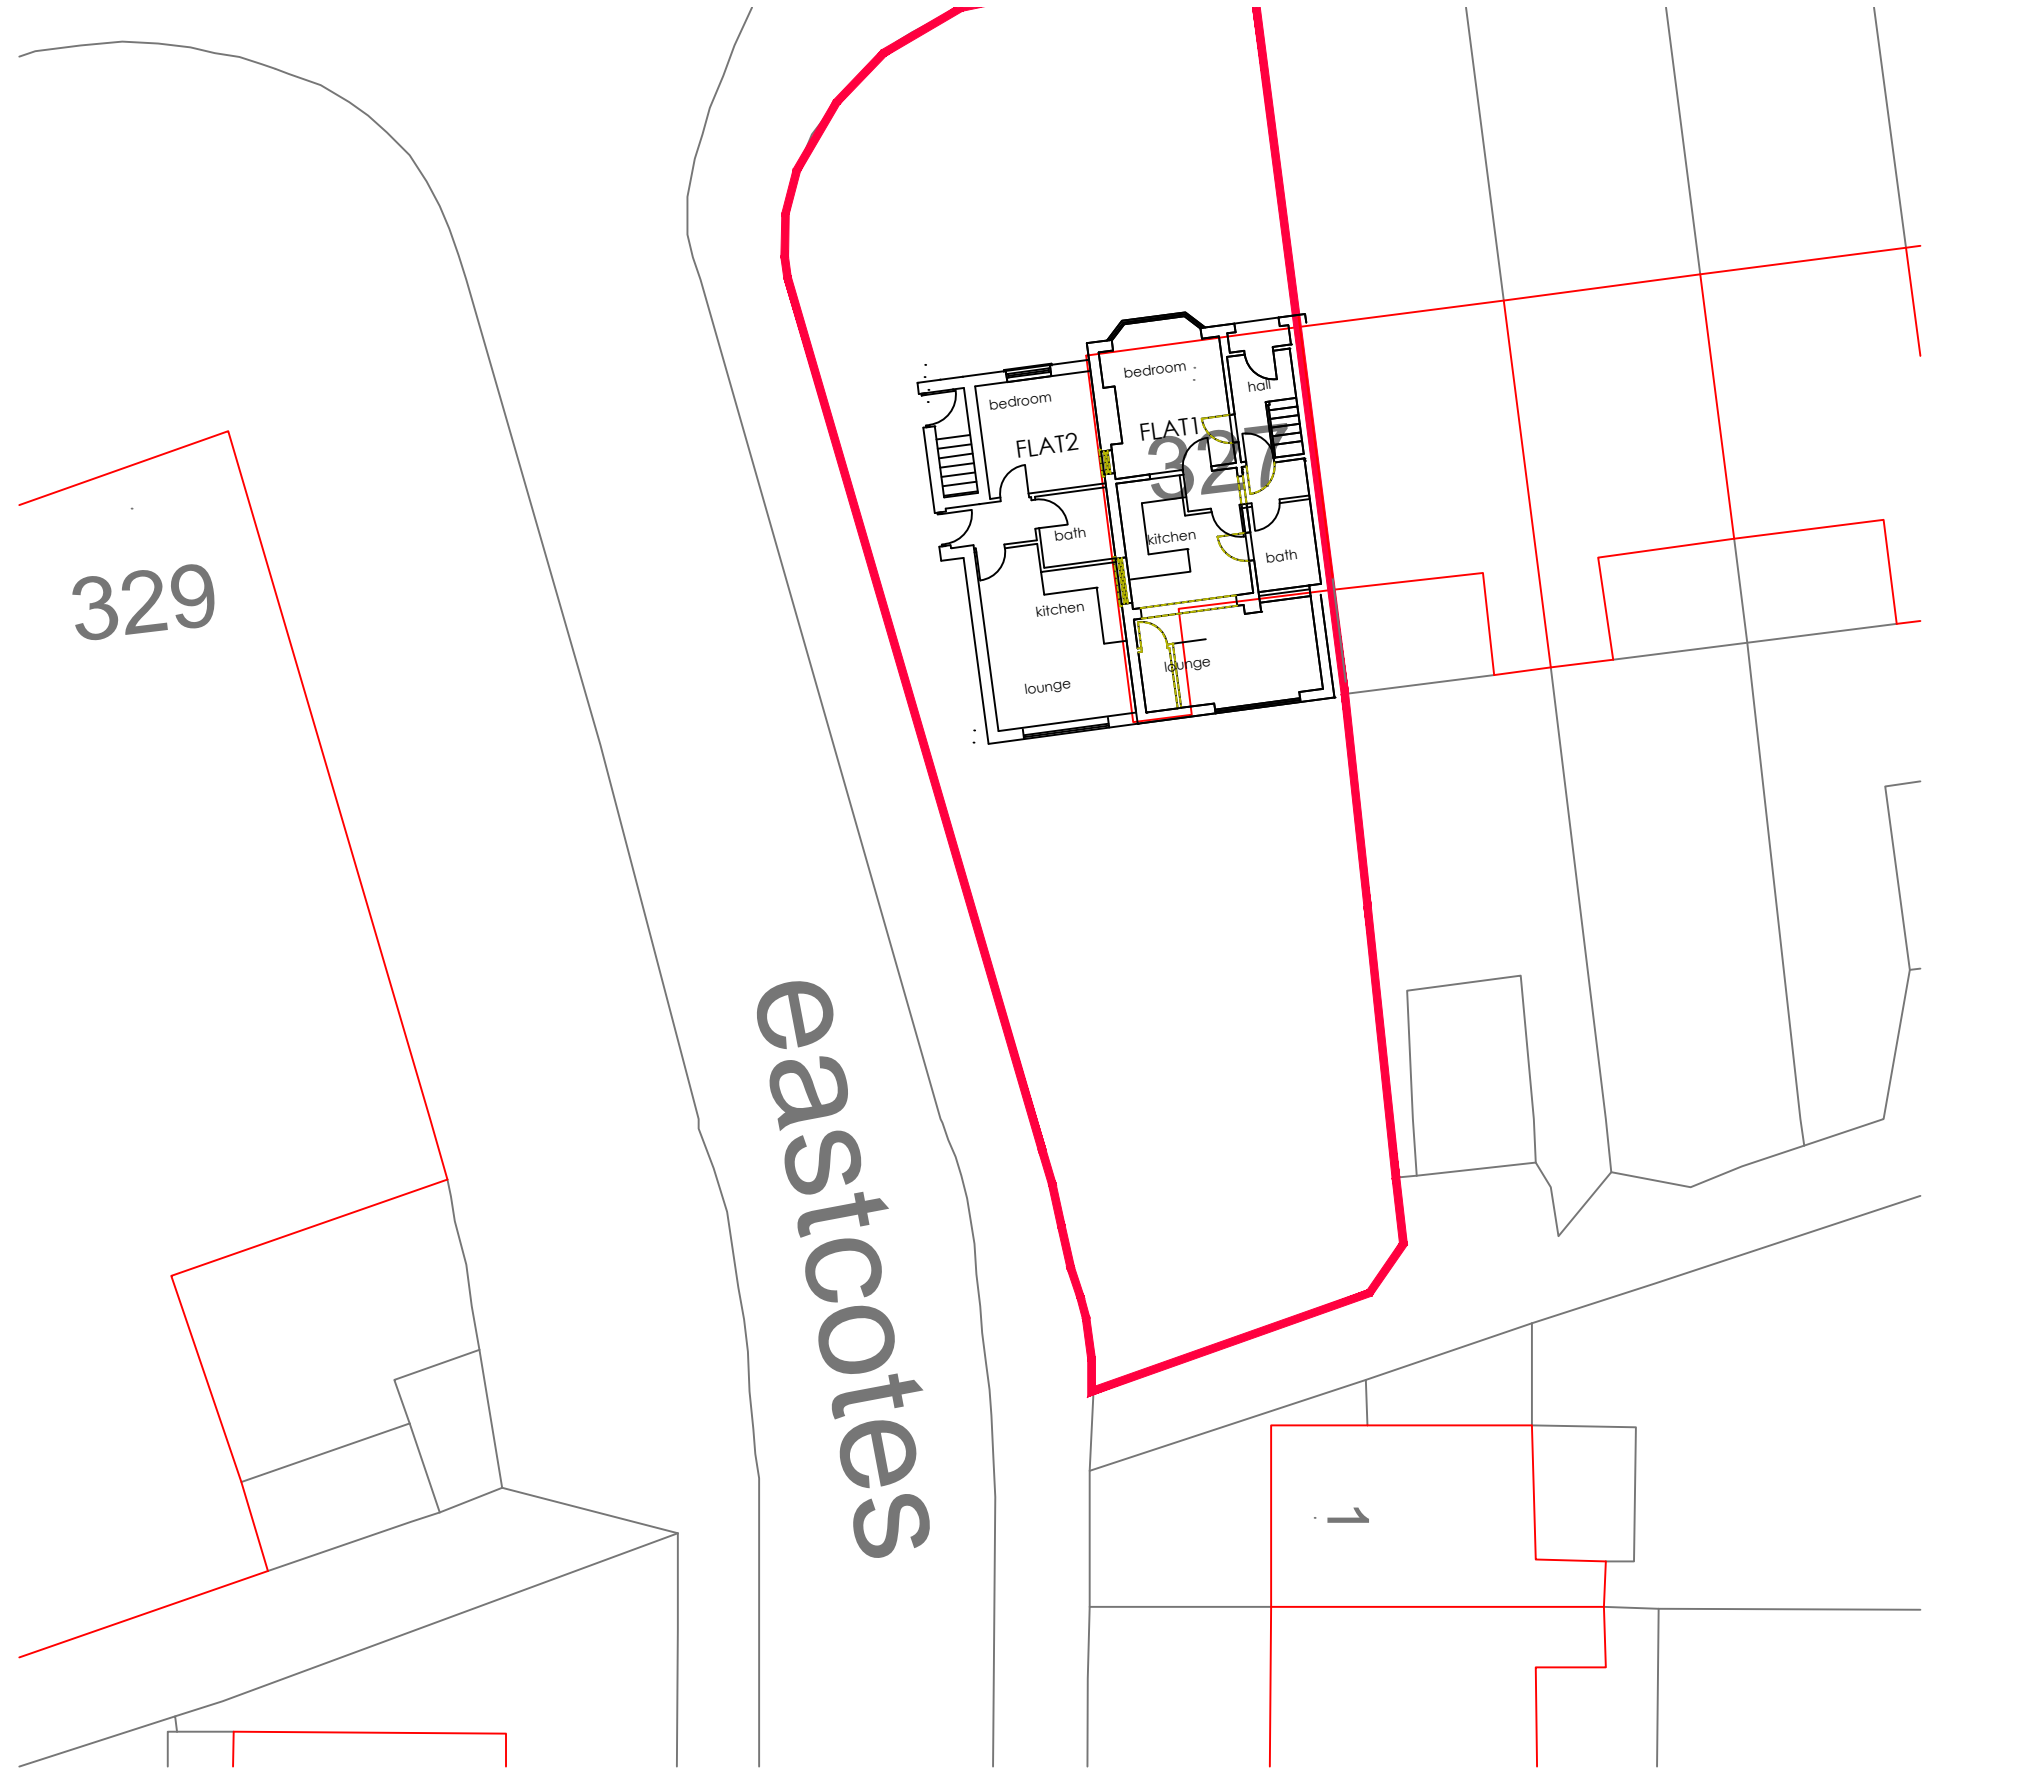 bedroom
hall
bedroom
FLAT1
FLAT2
327
bath
kitchen
bath
329
kitchen
lounge
lounge
eastcotes
1